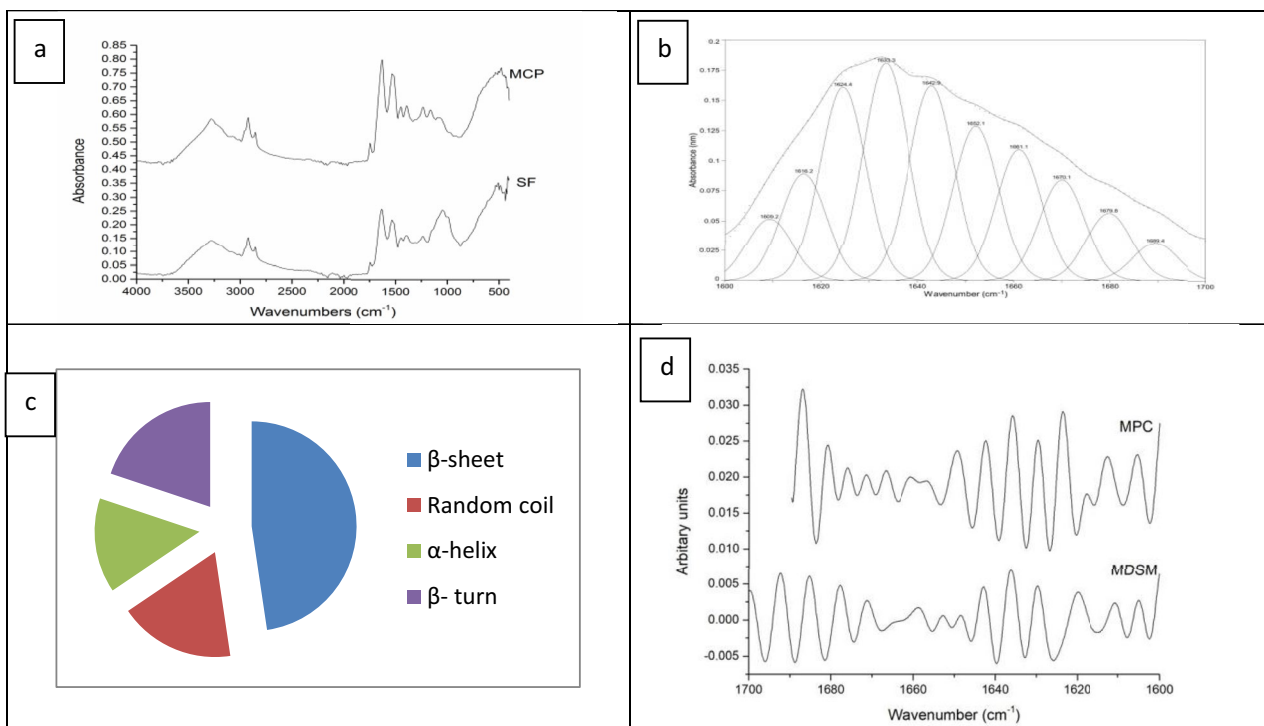 a
0.85
0.80
0.75
0.70
0.65
0.60
0.55
0.50
0.45
0.40
0.35
0.30
0.25
0.20
0.15
0.10
0.05
0.00
Absorbance
MCP
SF
4000 3500 3000 2500 2000 1500 1000 500
Wavenumbers (cm⁻¹)
b
0.2
0.175
0.15
0.125
0.1
0.075
0.05
0.025
0
Absorbance (nm)
1609.2
1616.2
1624.4
1633.3
1652.1
1661.1
1670.1
1679.8
1689.4
1600 1620 1640 1660 1680 1700
Wavenumber (cm⁻¹)
c
β-sheet
Random coil
α-helix
β- turn
d
0.035
0.030
0.025
0.020
0.015
0.010
0.005
0.000
-0.005
Arbitary units
MPC
MDSM
1700 1680 1660 1640 1620 1600
Wavenumber (cm⁻¹)